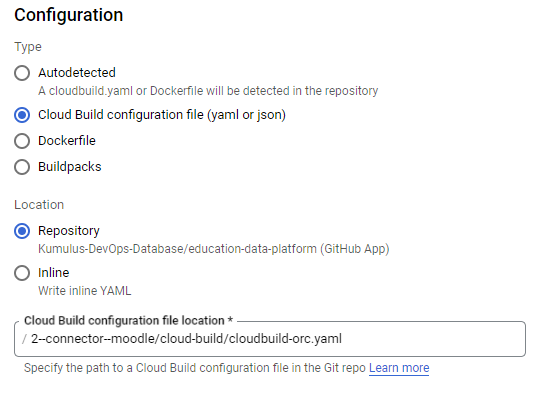 Configuration
Type
Autodetected
A cloudbuild.yaml or Dockerfile will be detected in the repository
Cloud Build configuration file (yaml or json)
Dockerfile
Buildpacks
Location
Repository
Kumulus-DevOps-Database/education-data-platform (GitHub App)
Inline
Write inline YAML
Cloud Build configuration file location *
/ 2--connector--moodle/cloud-build/cloudbuild-orc.yaml
Specify the path to a Cloud Build configuration file in the Git repo Learn more